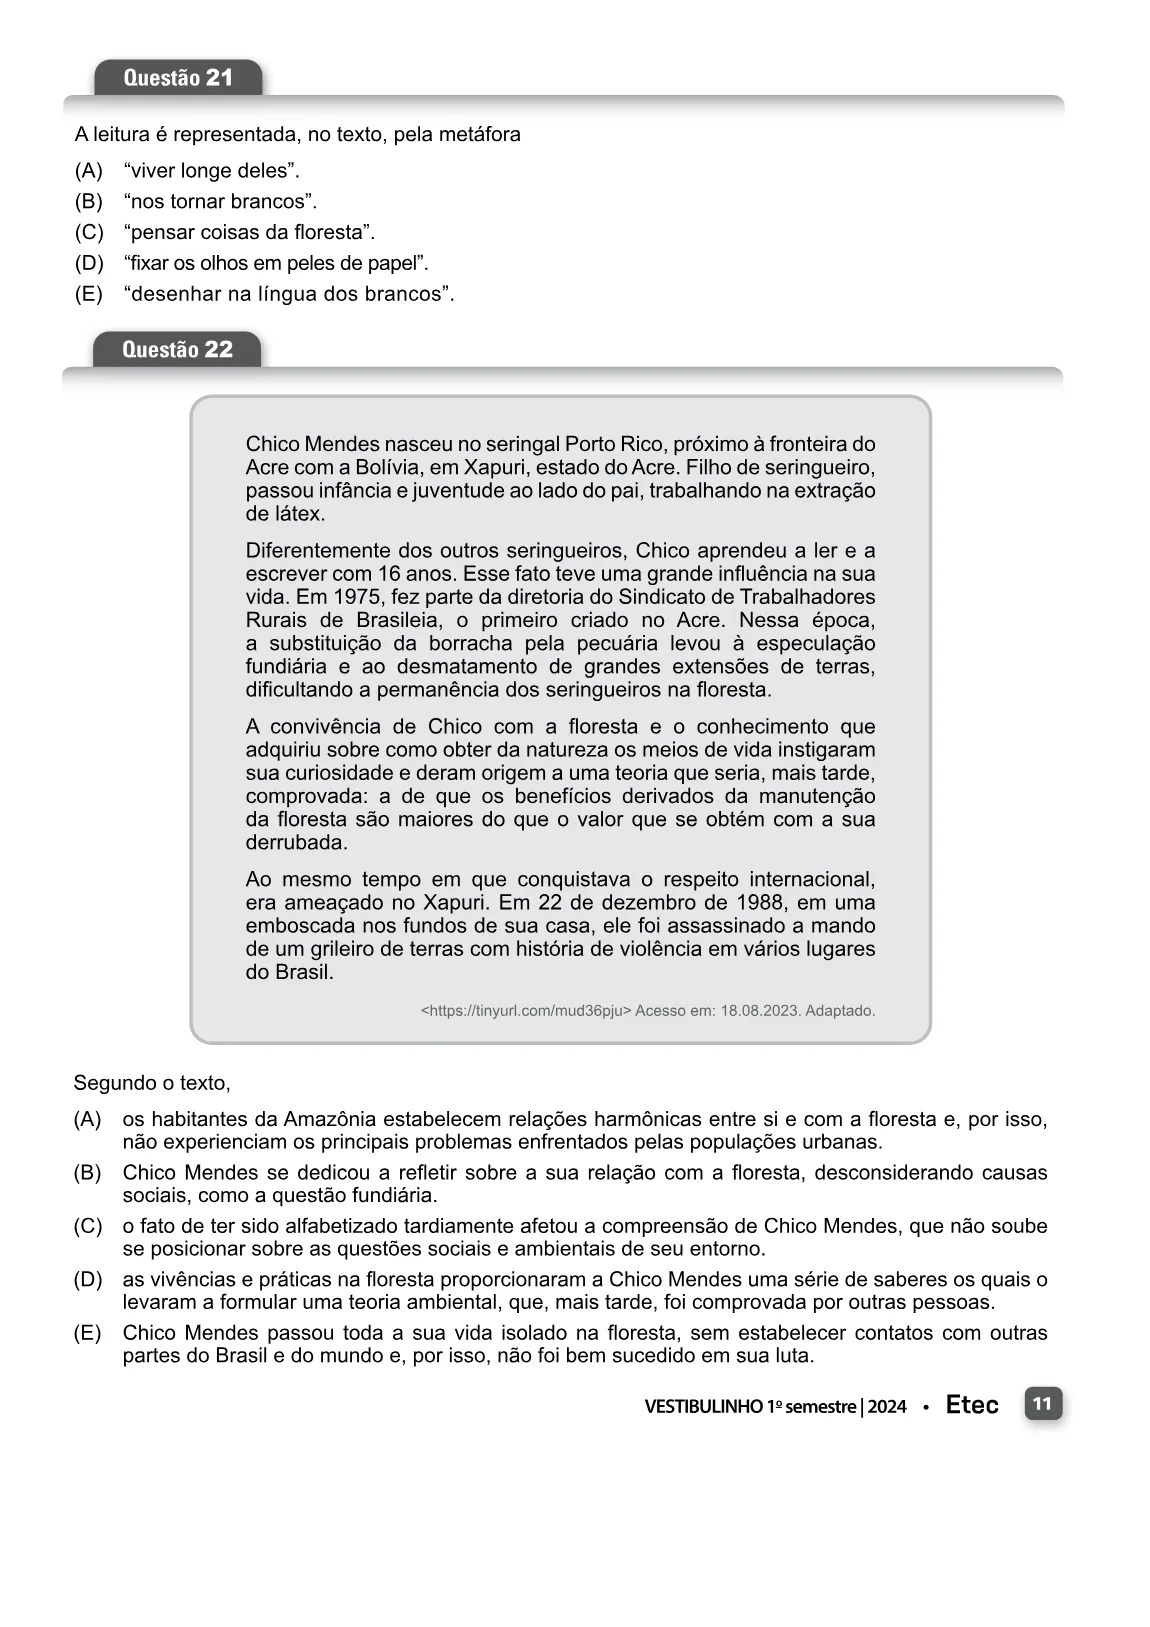 Questão 21
A leitura é representada, no texto, pela metáfora
(A) “viver longe deles”.
(B) “nos tornar brancos”.
(C) “pensar coisas da floresta”.
(D) “fixar os olhos em peles de papel”.
(E) “desenhar na língua dos brancos”.
Questão 22
Chico Mendes nasceu no seringal Porto Rico, próximo à fronteira do
Acre com a Bolívia, em Xapuri, estado do Acre. Filho de seringueiro,
passou infância e juventude ao lado do pai, trabalhando na extração
de látex.
Diferentemente dos outros seringueiros, Chico aprendeu a ler e a
escrever com 16 anos. Esse fato teve uma grande influência na sua
vida. Em 1975, fez parte da diretoria do Sindicato de Trabalhadores
Rurais de Brasileia, o primeiro criado no Acre. Nessa época,
a substituição da borracha pela pecuária levou à especulação
fundiária e ao desmatamento de grandes extensões de terras,
dificultando a permanência dos seringueiros na floresta.
A convivência de Chico com a floresta e o conhecimento que
adquiriu sobre como obter da natureza os meios de vida instigaram
sua curiosidade e deram origem a uma teoria que seria, mais tarde,
comprovada: a de que os benefícios derivados da manutenção
da floresta são maiores do que o valor que se obtém com a sua
derrubada.
Ao mesmo tempo em que conquistava o respeito internacional,
era ameaçado no Xapuri. Em 22 de dezembro de 1988, em uma
emboscada nos fundos de sua casa, ele foi assassinado a mando
de um grileiro de terras com história de violência em vários lugares
do Brasil.
<https://tinyurl.com/mud36pju> Acesso em: 18.08.2023. Adaptado.
Segundo o texto,
(A) os habitantes da Amazônia estabelecem relações harmônicas entre si e com a floresta e, por isso,
não experienciam os principais problemas enfrentados pelas populações urbanas.
(B) Chico Mendes se dedicou a refletir sobre a sua relação com a floresta, desconsiderando causas
sociais, como a questão fundiária.
(C) o fato de ter sido alfabetizado tardiamente afetou a compreensão de Chico Mendes, que não soube
se posicionar sobre as questões sociais e ambientais de seu entorno.
(D) as vivências e práticas na floresta proporcionaram a Chico Mendes uma série de saberes os quais o
levaram a formular uma teoria ambiental, que, mais tarde, foi comprovada por outras pessoas.
(E) Chico Mendes passou toda a sua vida isolado na floresta, sem estabelecer contatos com outras
partes do Brasil e do mundo e, por isso, não foi bem sucedido em sua luta.
VESTIBULINHO 1º semestre | 2024 • Etec 11